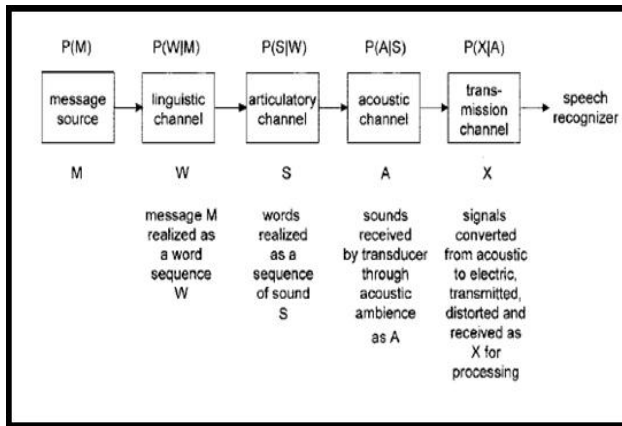 P(M) P(W|M) P(S|W) P(A|S) P(X|A)
message source
linguistic channel
articulatory channel
acoustic channel
trans-mission channel
speech recognizer
M W S A X
message M
realized as
a word
sequence
W
words
realized
as a
sequence
of sound
S
sounds
received
by transducer
through
acoustic
ambience
as A
signals
converted
from acoustic
to electric,
transmitted,
distorted and
received as
X for
processing